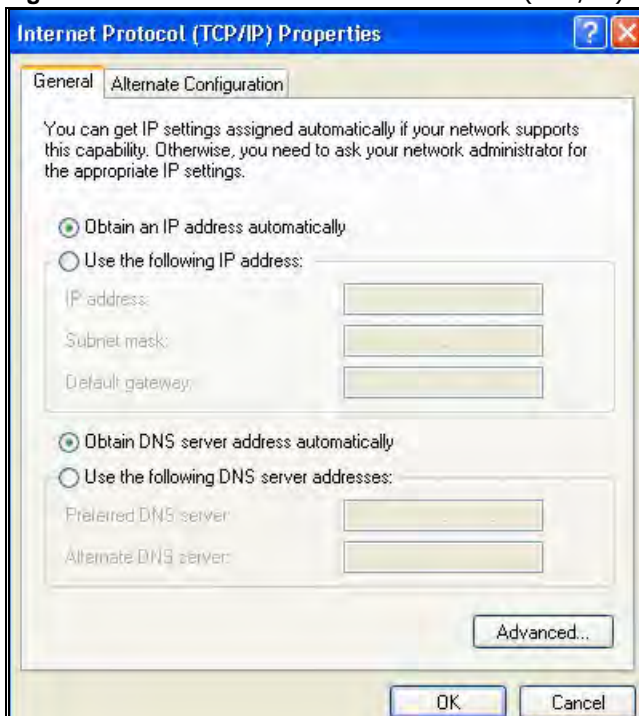 Internet Protocol (TCP/IP) Properties
General
Alternate Configuration
You can get IP settings assigned automatically if your network supports
this capability. Otherwise, you need to ask your network administrator for
the appropriate IP settings.
Obtain an IP address automatically
Use the following IP address:
IP address:
Subnet mask:
Default gateway:
Obtain DNS server address automatically
Use the following DNS server addresses:
Preferred DNS server:
Alternate DNS server:
Advanced...
OK
Cancel